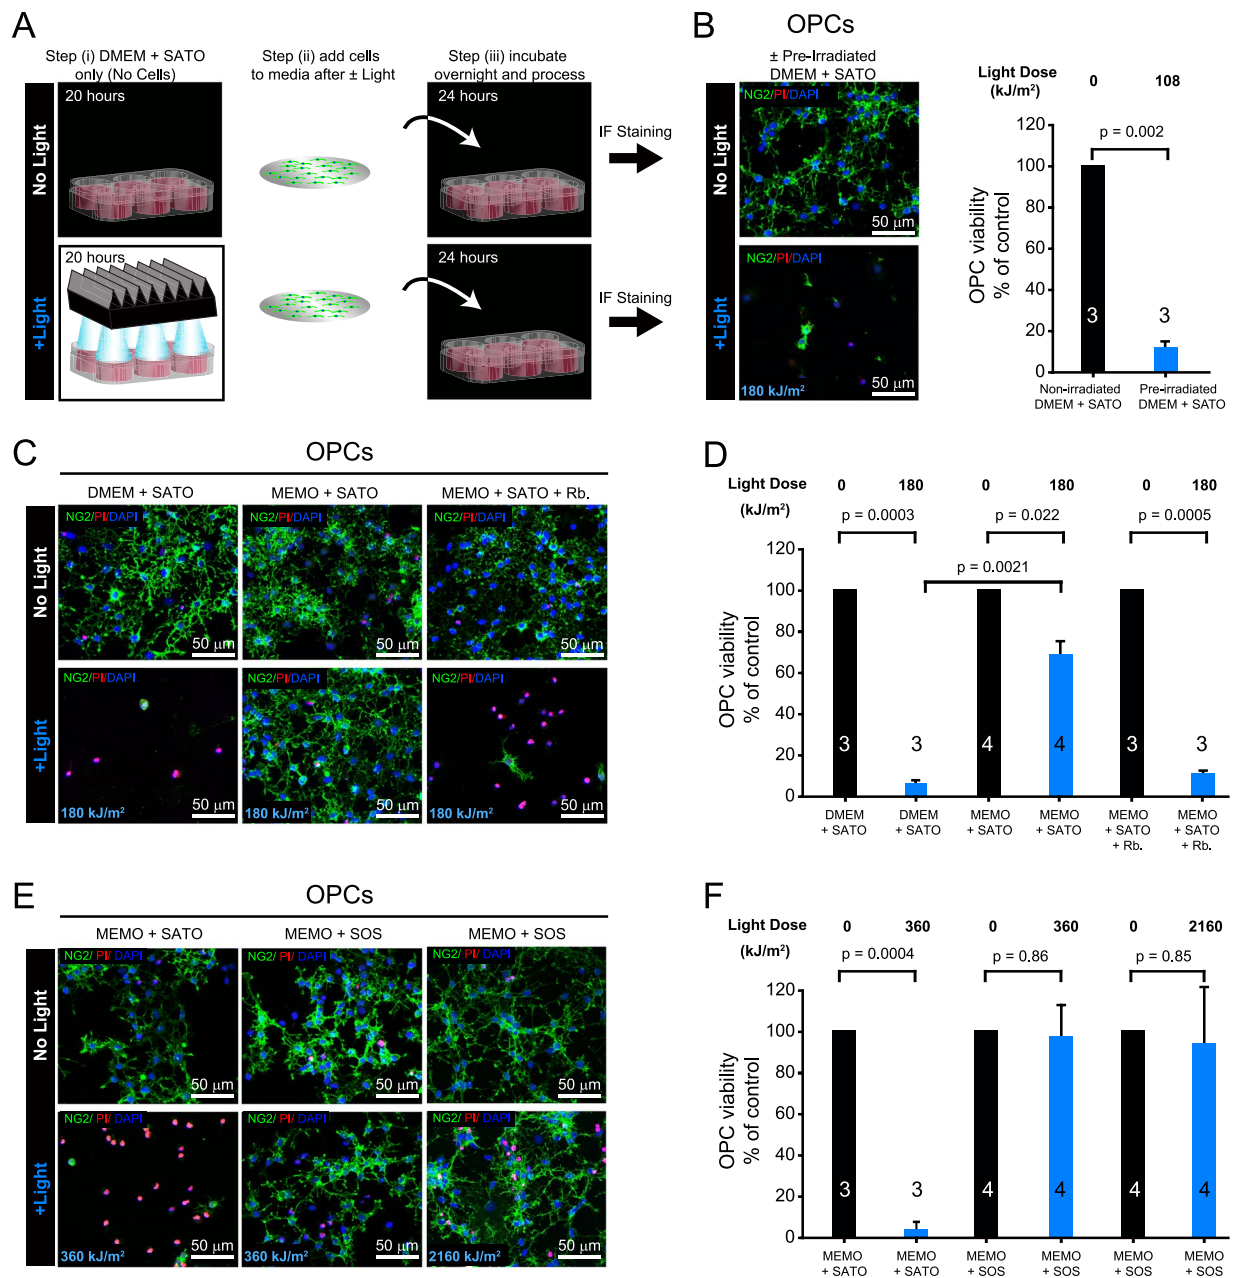 A
Step (i) DMEM + SATO
only (No Cells)
Step (ii) add cells
to media after ± Light
Step (iii) incubate
overnight and process
No Light
20 hours
24 hours
IF Staining
+Light
20 hours
24 hours
IF Staining
B
OPCs
± Pre-Irradiated
DMEM + SATO
No Light
NG2/PI/DAPI
50 µm
+Light
NG2/PI/DAPI
180 kJ/m²
50 µm
Light Dose
(kJ/m²)
0
108
p = 0.002
OPC viability
% of control
120
100
80
60
40
20
0
3
3
Non-irradiated
DMEM + SATO
Pre-irradiated
DMEM + SATO
C
OPCs
DMEM + SATO
MEMO + SATO
MEMO + SATO + Rb.
No Light
NG2/PI/DAPI
50 µm
NG2/PI/DAPI
50 µm
NG2/PI/DAPI
50 µm
+Light
NG2/PI/DAPI
180 kJ/m²
50 µm
NG2/PI/DAPI
180 kJ/m²
50 µm
NG2/PI/DAPI
180 kJ/m²
50 µm
D
Light Dose
(kJ/m²)
0
180
0
180
0
180
p = 0.0003
p = 0.022
p = 0.0005
p = 0.0021
OPC viability
% of control
120
100
80
60
40
20
0
3
3
4
4
3
3
DMEM
+ SATO
DMEM
+ SATO
MEMO
+ SATO
MEMO
+ SATO
MEMO
+ SATO
+ Rb.
MEMO
+ SATO
+ Rb.
E
OPCs
MEMO + SATO
MEMO + SOS
MEMO + SOS
No Light
NG2/ PI/ DAPI
50 µm
NG2/ PI/ DAPI
50 µm
NG2/ PI/ DAPI
50 µm
+Light
NG2/ PI/ DAPI
360 kJ/m²
50 µm
NG2/ PI/ DAPI
360 kJ/m²
50 µm
NG2/ PI/ DAPI
2160 kJ/m²
50 µm
F
Light Dose
(kJ/m²)
0
360
0
360
0
2160
p = 0.0004
p = 0.86
p = 0.85
OPC viability
% of control
120
100
80
60
40
20
0
3
3
4
4
4
4
MEMO
+ SATO
MEMO
+ SATO
MEMO
+ SOS
MEMO
+ SOS
MEMO
+ SOS
MEMO
+ SOS